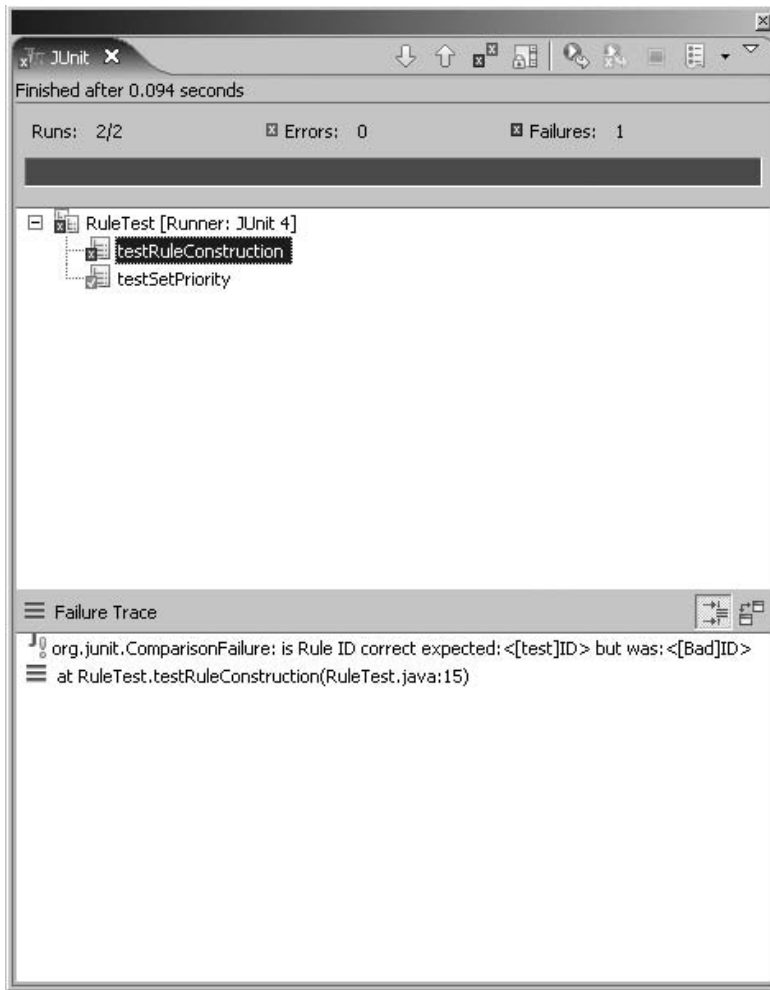 JUnit
Finished after 0.094 seconds
Runs: 2/2 Errors: 0 Failures: 1
RuleTest [Runner: JUnit 4]
testRuleConstruction
testSetPriority
Failure Trace
org.junit.ComparisonFailure: is Rule ID correct expected:<[test]ID> but was:<[Bad]ID>
at RuleTest.testRuleConstruction(RuleTest.java:15)